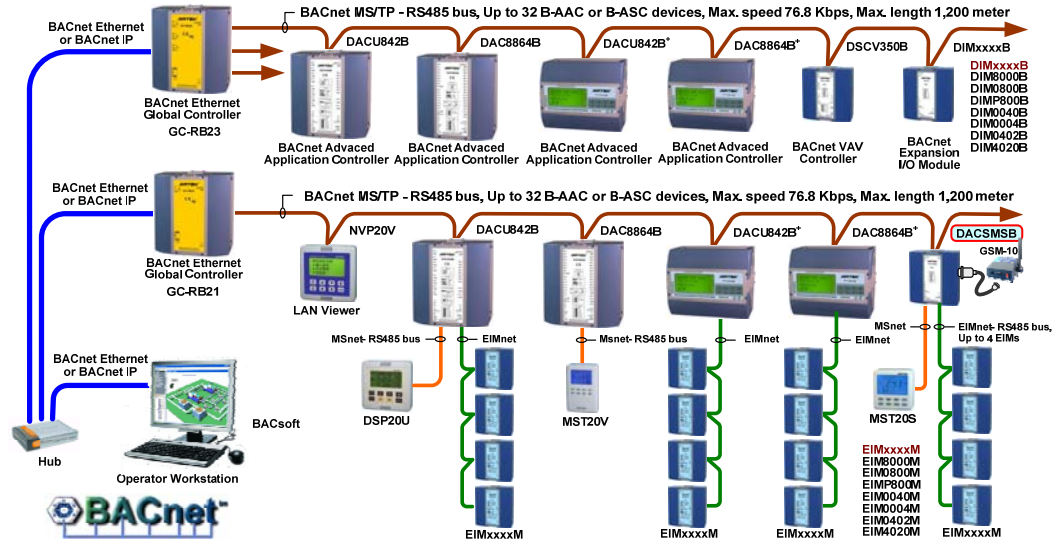 BACnet Ethernet
or BACnet IP
BACnet MS/TP - RS485 bus, Up to 32 B-AAC or B-ASC devices, Max. speed 76.8 Kbps, Max. length 1,200 meter
DACU842B
DAC8864B
DACU842B+
DAC8864B+
DSCV350B
DIMxxxxB
BACnet Ethernet
Global Controller
GC-RB23
BACnet Advaced
Application Controller
BACnet Advaced
Application Controller
BACnet Advaced
Application Controller
BACnet Advaced
Application Controller
BACnet VAV
Controller
BACnet
Expansion
I/O Module
DIMxxxxB
DIM8000B
DIM0800B
DIMP800B
DIM0040B
DIM0004B
DIM0402B
DIM4020B
BACnet Ethernet
or BACnet IP
BACnet MS/TP - RS485 bus, Up to 32 B-AAC or B-ASC devices, Max. speed 76.8 Kbps, Max. length 1,200 meter
NVP20V
DACU842B
DAC8864B
DACU842B+
DAC8864B+
DACSMSB
GSM-10
BACnet Ethernet
Global Controller
GC-RB21
LAN Viewer
MSnet- RS485 bus
EIMnet
Msnet- RS485 bus
EIMnet
EIMnet
MSnet
EIMnet- RS485 bus,
Up to 4 EIMs
BACnet Ethernet
or BACnet IP
BACsoft
DSP20U
MST20V
MST20S
Hub
Operator Workstation
EIMxxxxM
EIM8000M
EIM0800M
EIMP800M
EIM0040M
EIM0004M
EIM0402M
EIM4020M
EIMxxxxM
EIMxxxxM
EIMxxxxM
EIMxxxxM
BACnet™